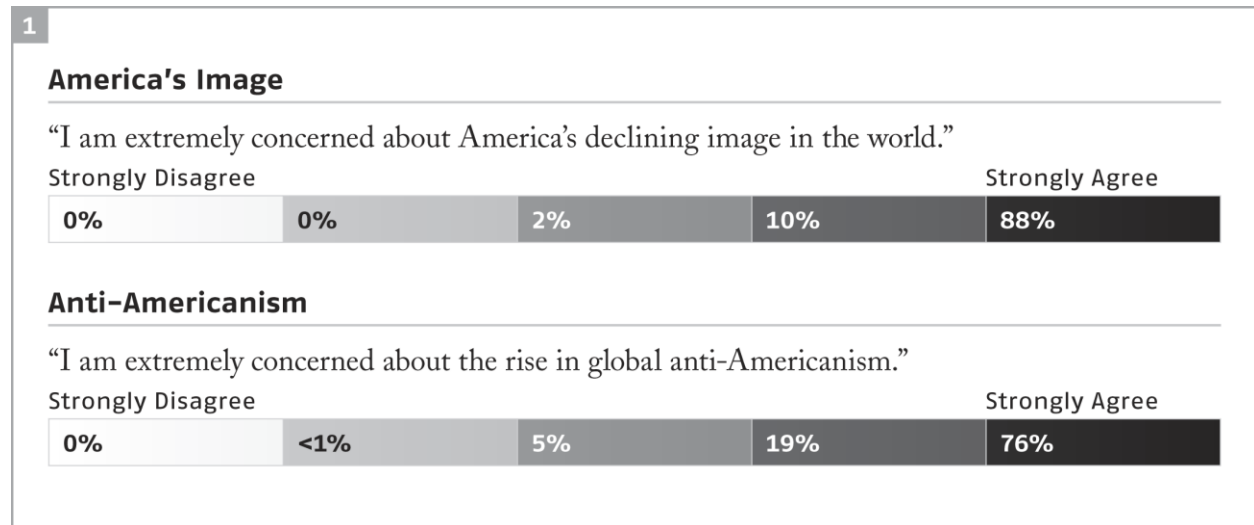 1
America's Image
“I am extremely concerned about America's declining image in the world.”
Strongly Disagree Strongly Agree
0% 0% 2% 10% 88%
Anti-Americanism
“I am extremely concerned about the rise in global anti-Americanism.”
Strongly Disagree Strongly Agree
0% <1% 5% 19% 76%